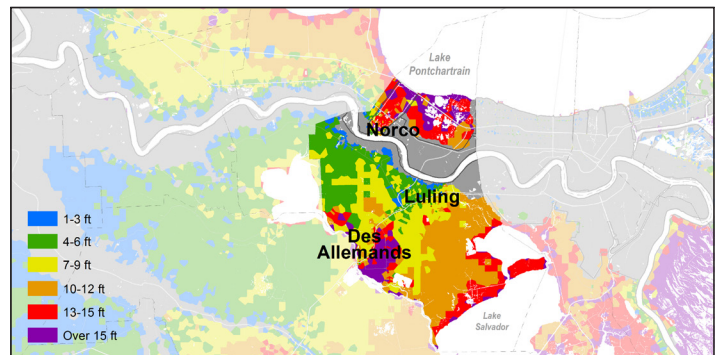 Lake
Pontchartrain
Norco
Luling
Des
Allemands
1-3 ft
4-6 ft
7-9 ft
10-12 ft
13-15 ft
Over 15 ft
Lake
Salvador